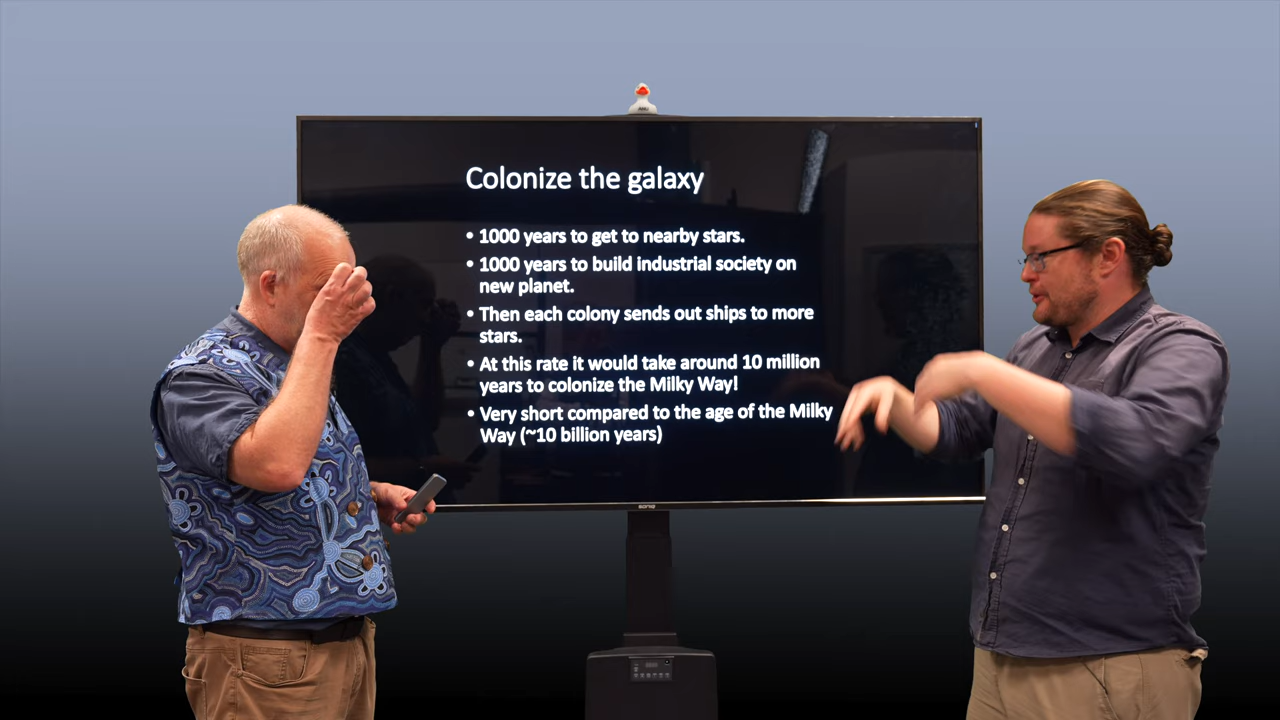 Colonize the galaxy
• 1000 years to get to nearby stars.
• 1000 years to build industrial society on
new planet.
• Then each colony sends out ships to more
stars.
• At this rate it would take around 10 million
years to colonize the Milky Way!
• Very short compared to the age of the Milky
Way (~10 billion years)
soniq